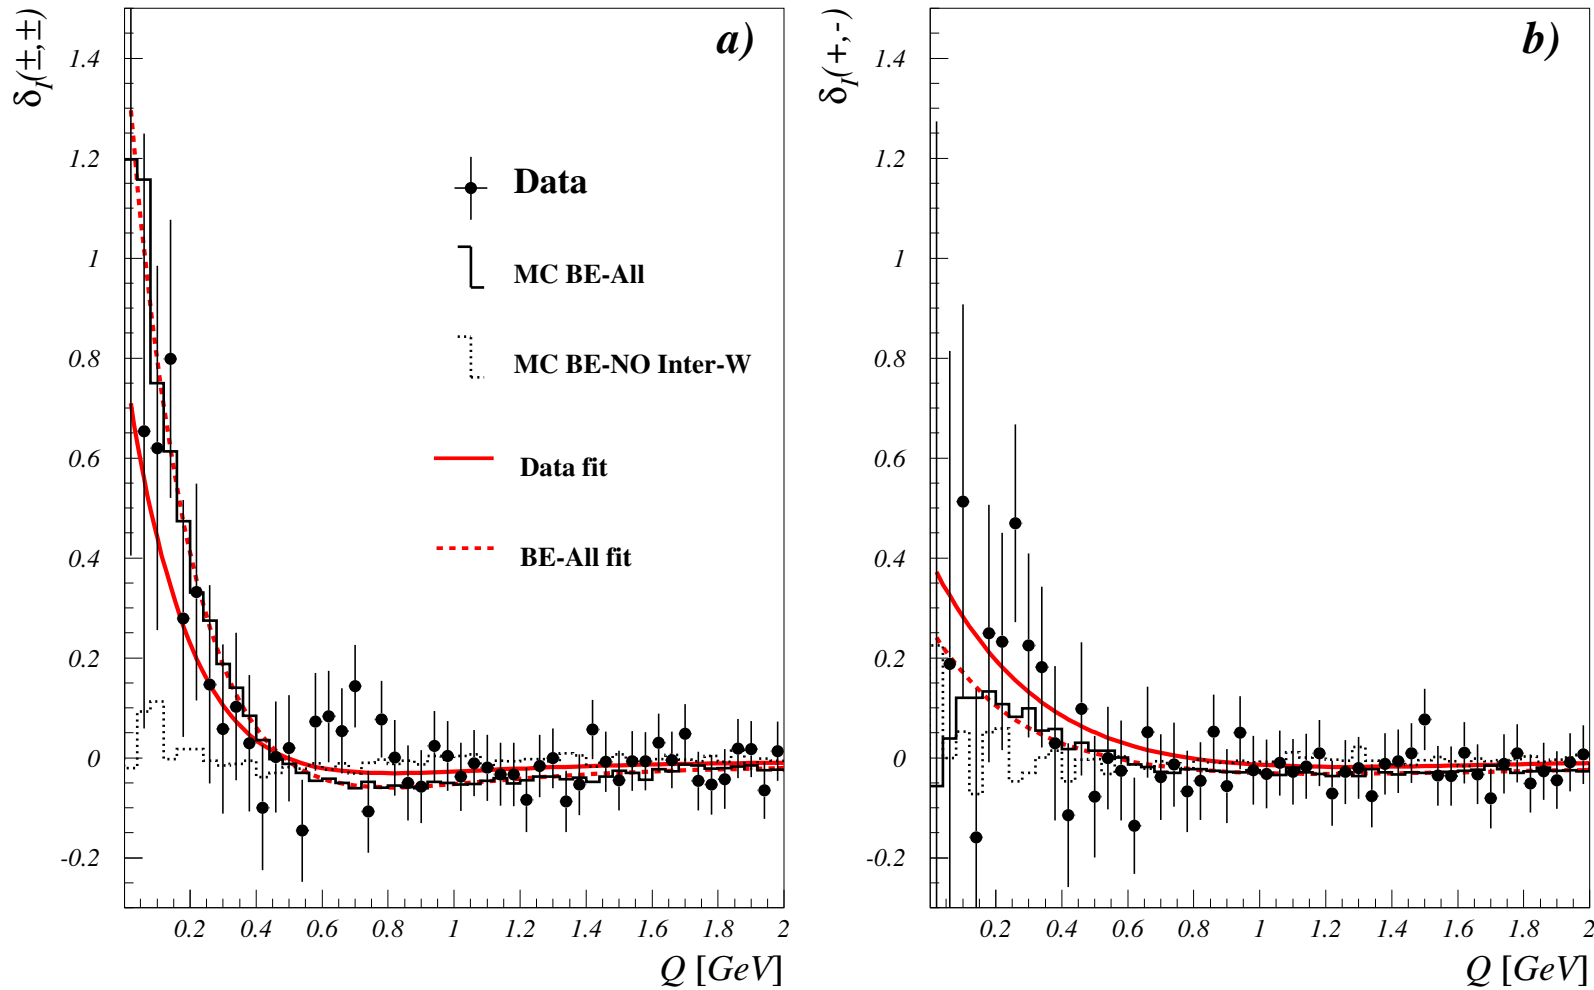 a)
δI(±,±)
1.4
1.2
1
0.8
0.6
0.4
0.2
0
-0.2
Data
MC BE-All
MC BE-NO Inter-W
Data fit
BE-All fit
0.2 0.4 0.6 0.8 1 1.2 1.4 1.6 1.8 2
Q [GeV]
b)
δI(+,-)
1.4
1.2
1
0.8
0.6
0.4
0.2
0
-0.2
0.2 0.4 0.6 0.8 1 1.2 1.4 1.6 1.8 2
Q [GeV]